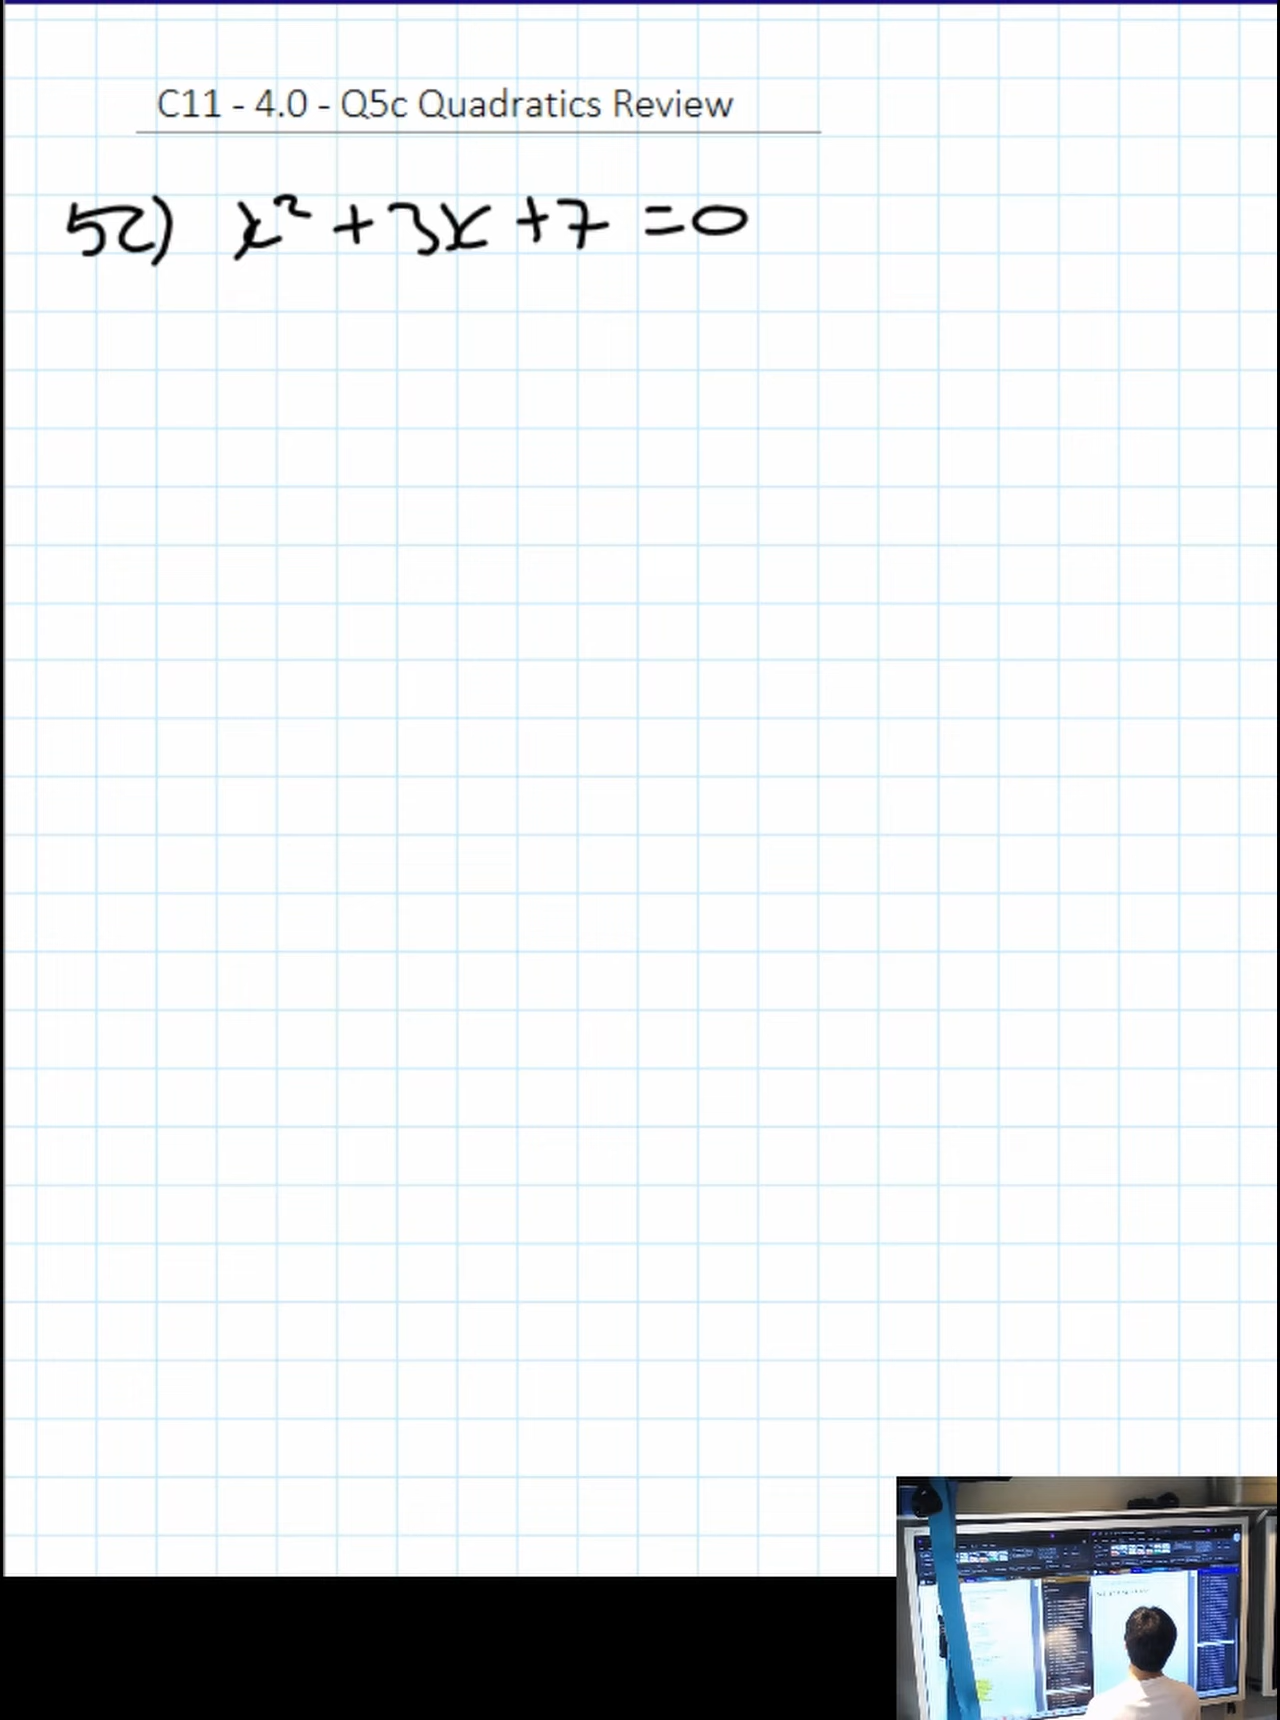 C11 - 4.0 - Q5c Quadratics Review
5c) x² + 3x + 7 = 0